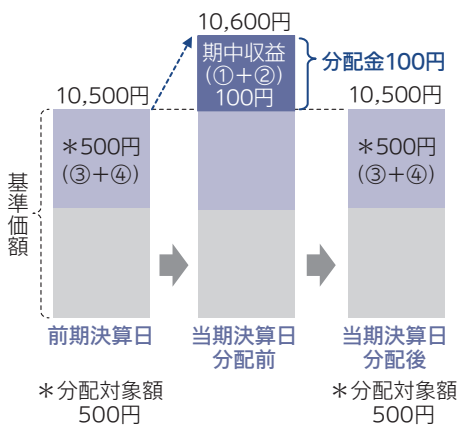 10,600円
期中収益
(①+②)
100円
分配金100円
10,500円
10,500円
＊500円
(③+④)
＊500円
(③+④)
基準価額
前期決算日
当期決算日
分配前
当期決算日
分配後
＊分配対象額
500円
＊分配対象額
500円